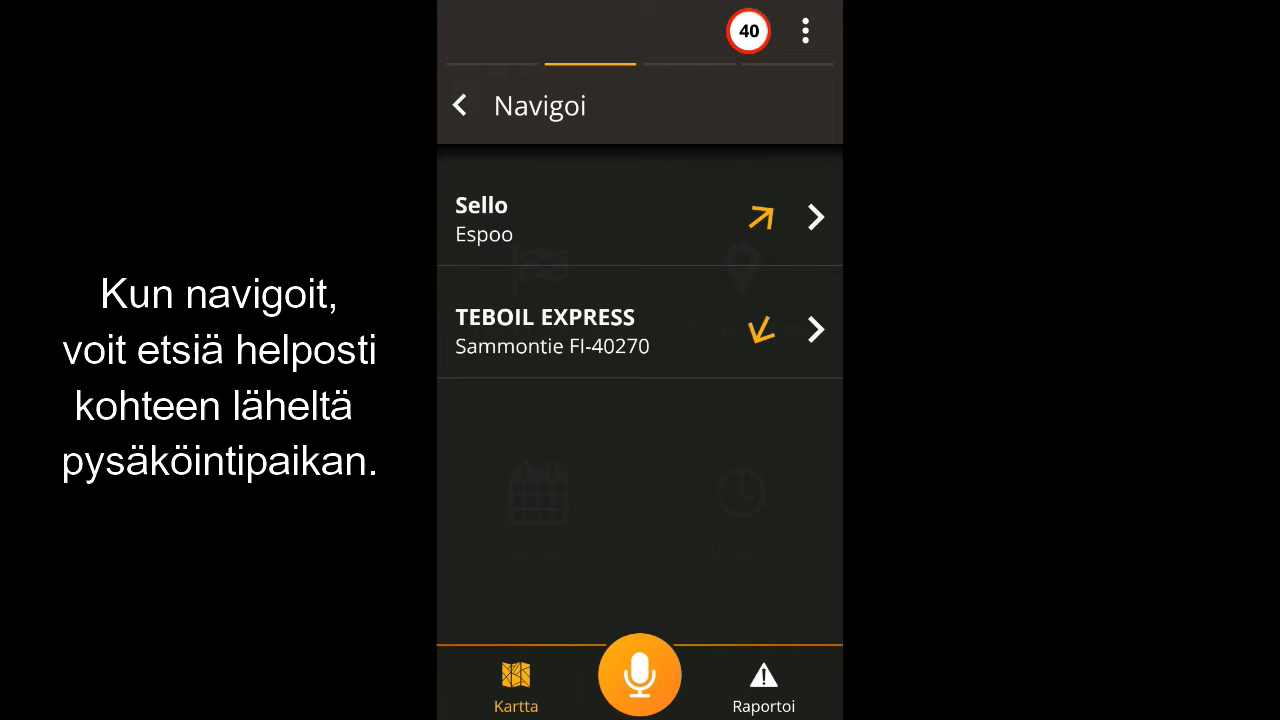 Kun navigoit,
voit etsiä helposti
kohteen läheltä
pysäköintipaikan.
40
Navigoi
Sello
Espoo
TEBOIL EXPRESS
Sammontie FI-40270
Kartta
Raportoi